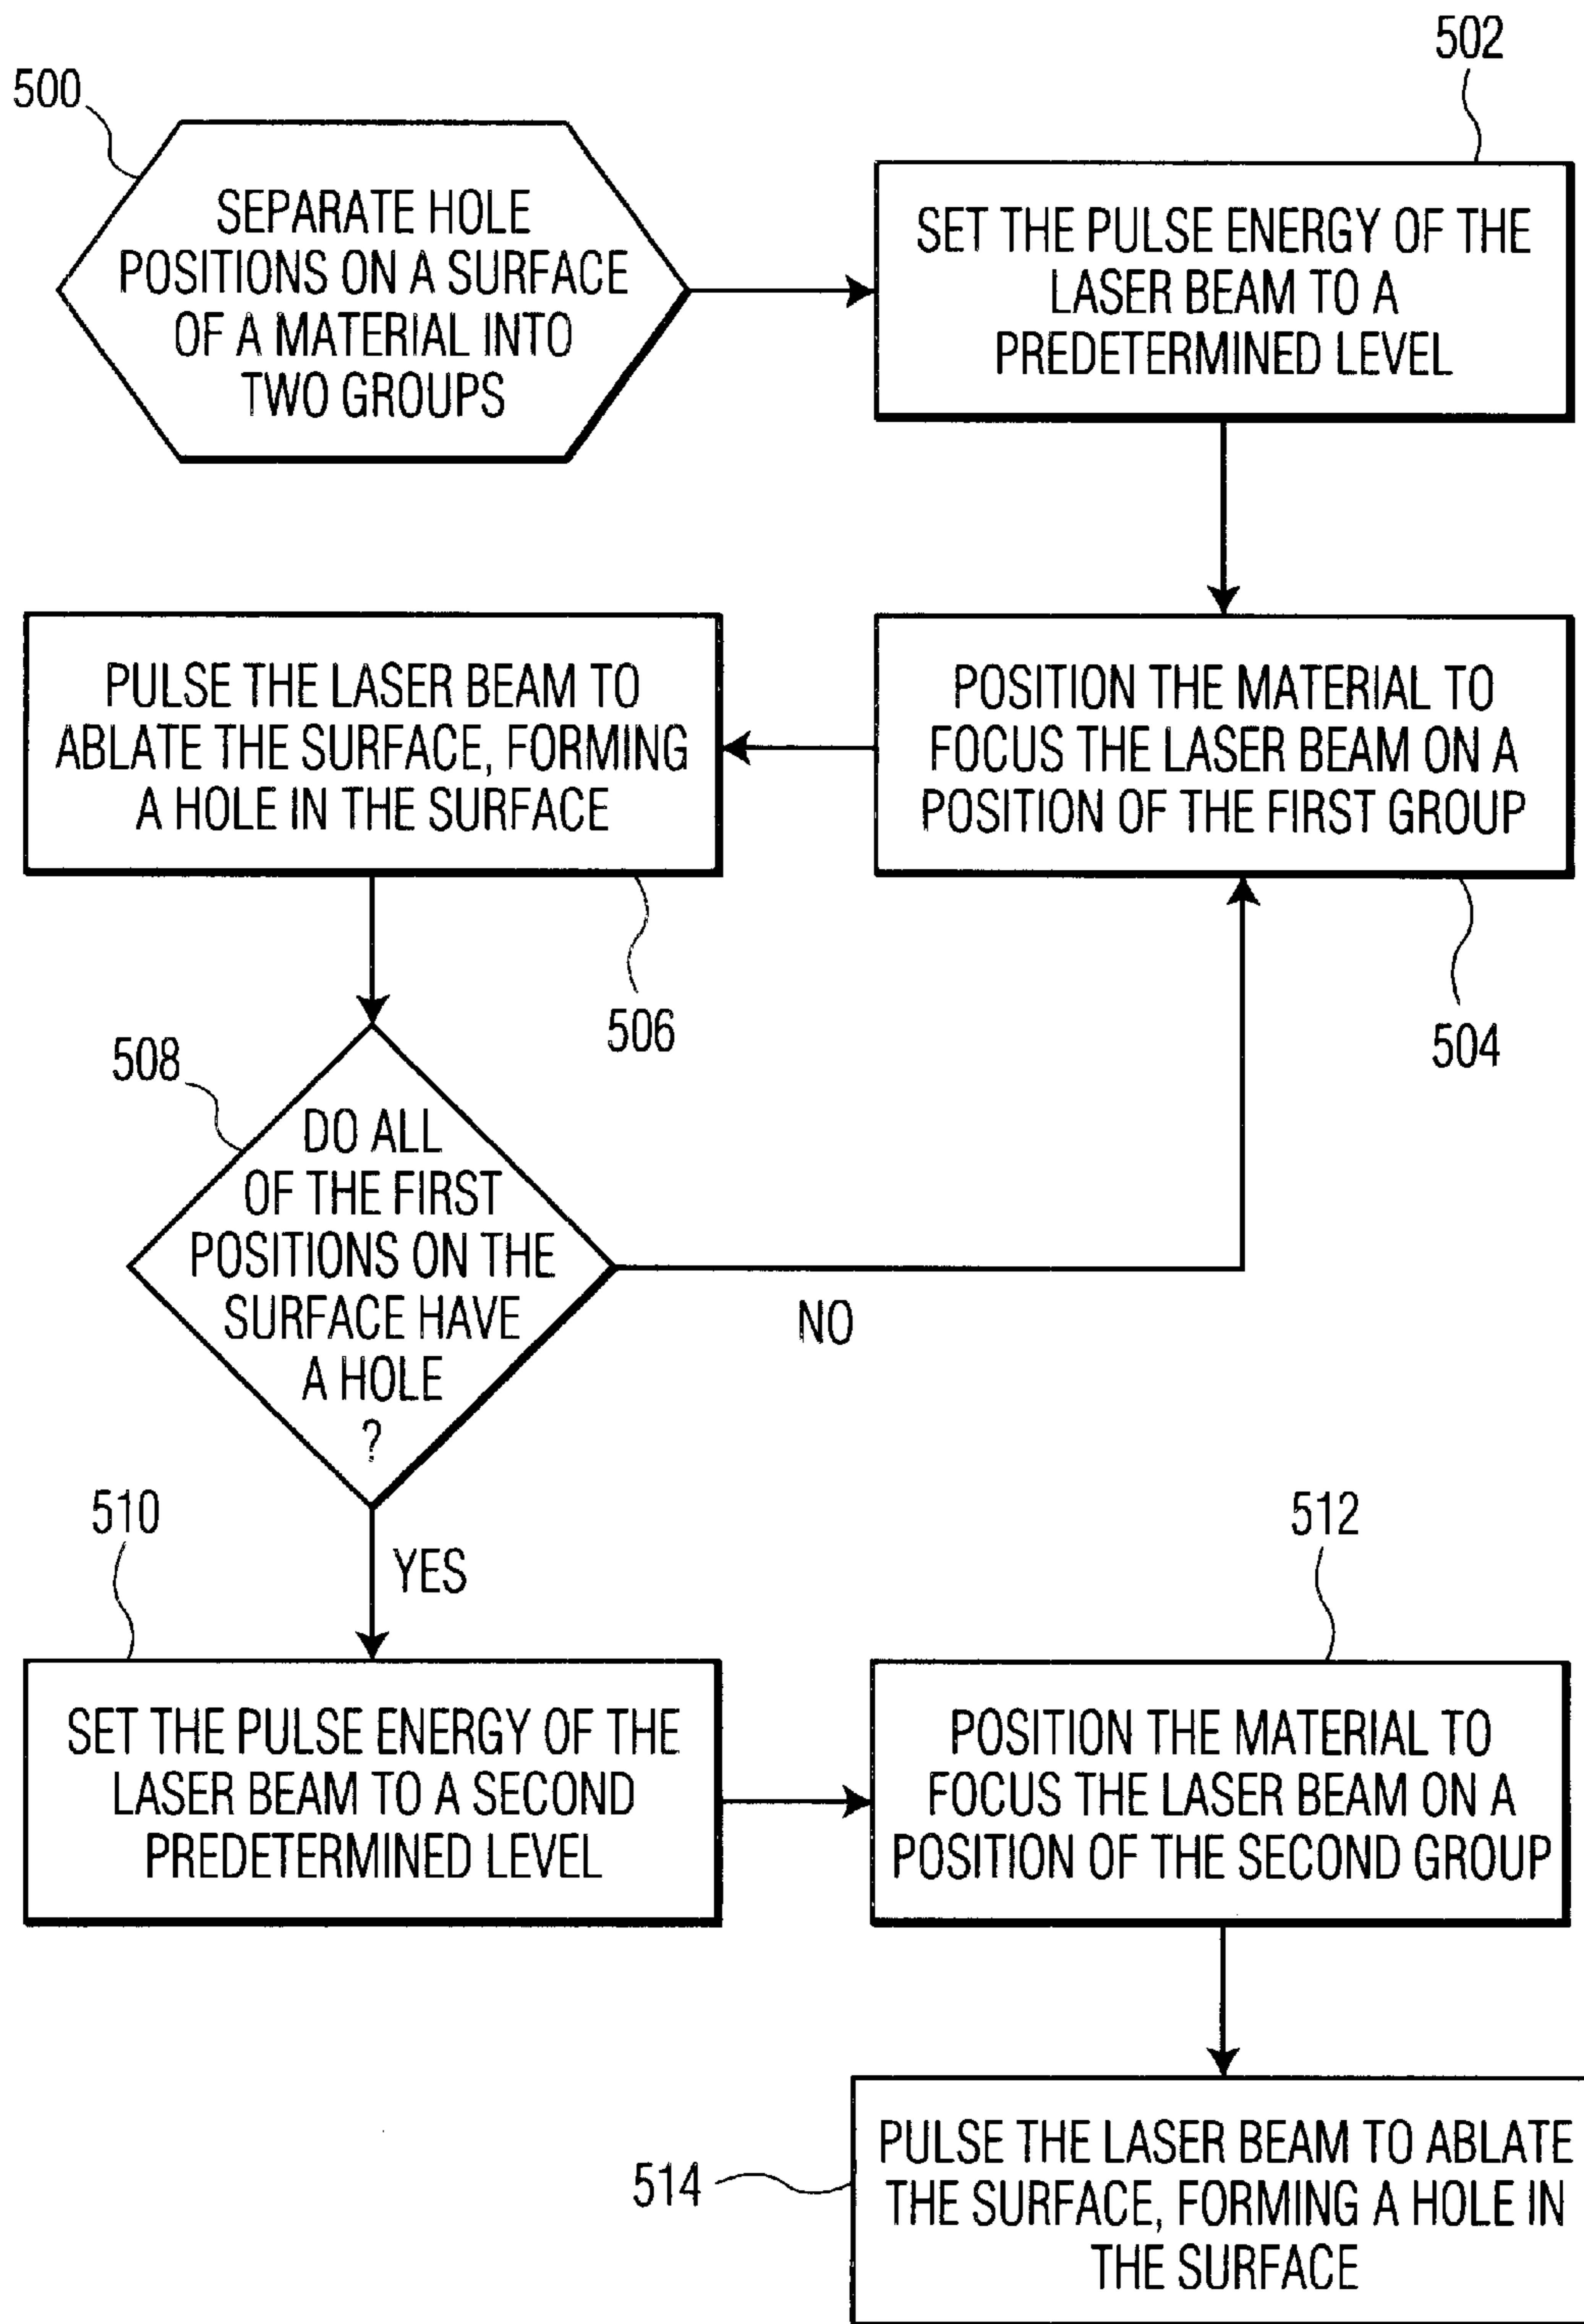 500
SEPARATE HOLE
POSITIONS ON A SURFACE
OF A MATERIAL INTO
TWO GROUPS
502
SET THE PULSE ENERGY OF THE
LASER BEAM TO A
PREDETERMINED LEVEL
POSITION THE MATERIAL TO
FOCUS THE LASER BEAM ON A
POSITION OF THE FIRST GROUP
504
PULSE THE LASER BEAM TO
ABLATE THE SURFACE, FORMING
A HOLE IN THE SURFACE
506
508
DO ALL
OF THE FIRST
POSITIONS ON THE
SURFACE HAVE
A HOLE
?
NO
YES
510
SET THE PULSE ENERGY OF THE
LASER BEAM TO A SECOND
PREDETERMINED LEVEL
512
POSITION THE MATERIAL TO
FOCUS THE LASER BEAM ON A
POSITION OF THE SECOND GROUP
514
PULSE THE LASER BEAM TO ABLATE
THE SURFACE, FORMING A HOLE IN
THE SURFACE